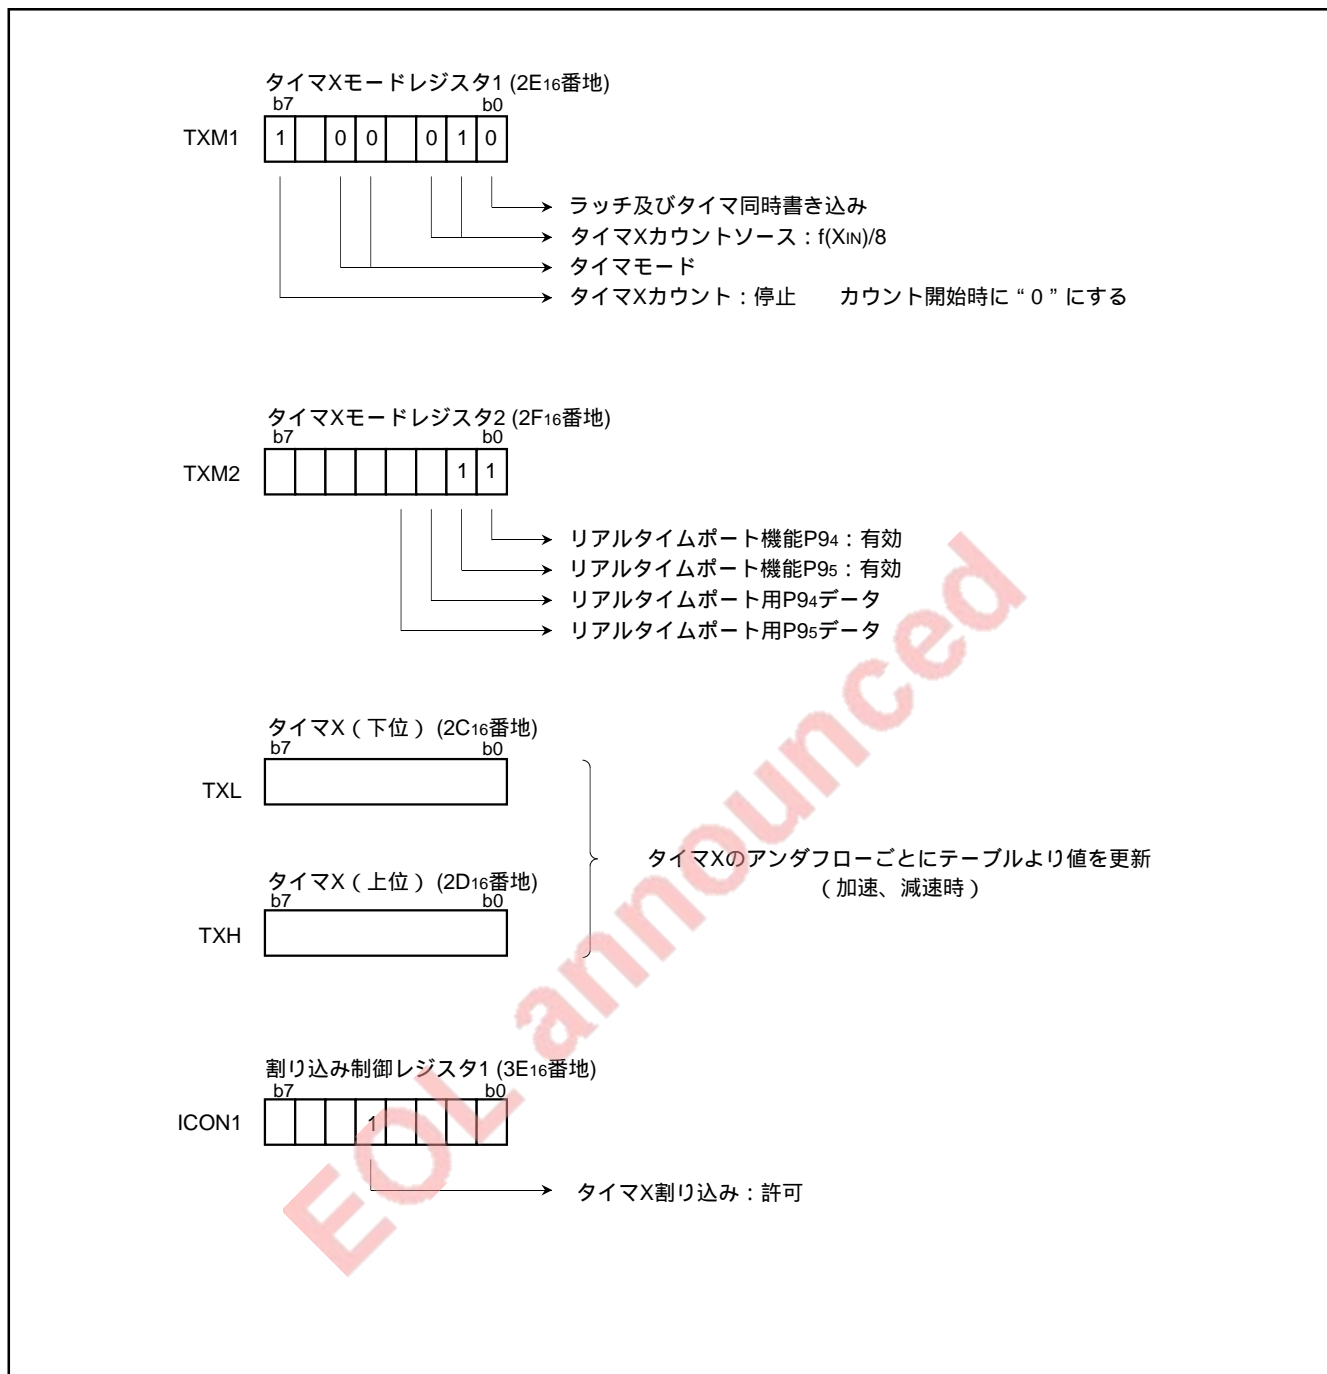 タイマXモードレジスタ1 (2E16番地)
b7 b0
TXM1 1 0 0 0 1 0
ラッチ及びタイマ同時書き込み
タイマXカウントソース：f(XIN)/8
タイマモード
タイマXカウント：停止 カウント開始時に“0”にする
タイマXモードレジスタ2 (2F16番地)
b7 b0
TXM2 1 1
リアルタイムポート機能P94：有効
リアルタイムポート機能P95：有効
リアルタイムポート用P94データ
リアルタイムポート用P95データ
タイマX（下位）(2C16番地)
b7 b0
TXL
タイマX（上位）(2D16番地)
b7 b0
TXH
タイマXのアンダフローごとにテーブルより値を更新
（加速、減速時）
割り込み制御レジスタ1 (3E16番地)
b7 b0
ICON1 1
タイマX割り込み：許可
EOL announced